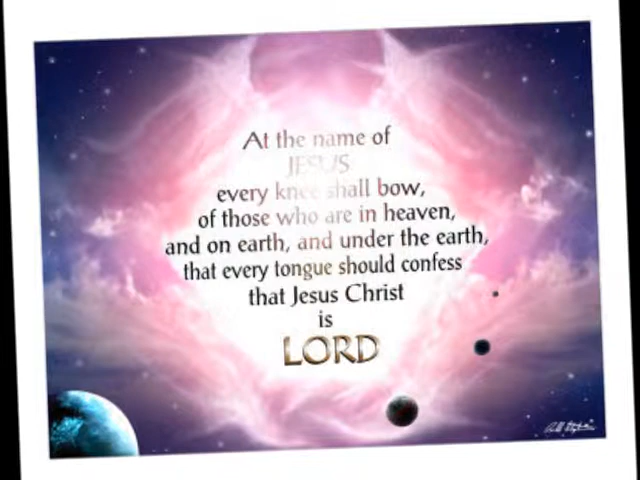 At the name of
JESUS
every knee shall bow,
of those who are in heaven,
and on earth, and under the earth,
that every tongue should confess
that Jesus Christ
is
LORD